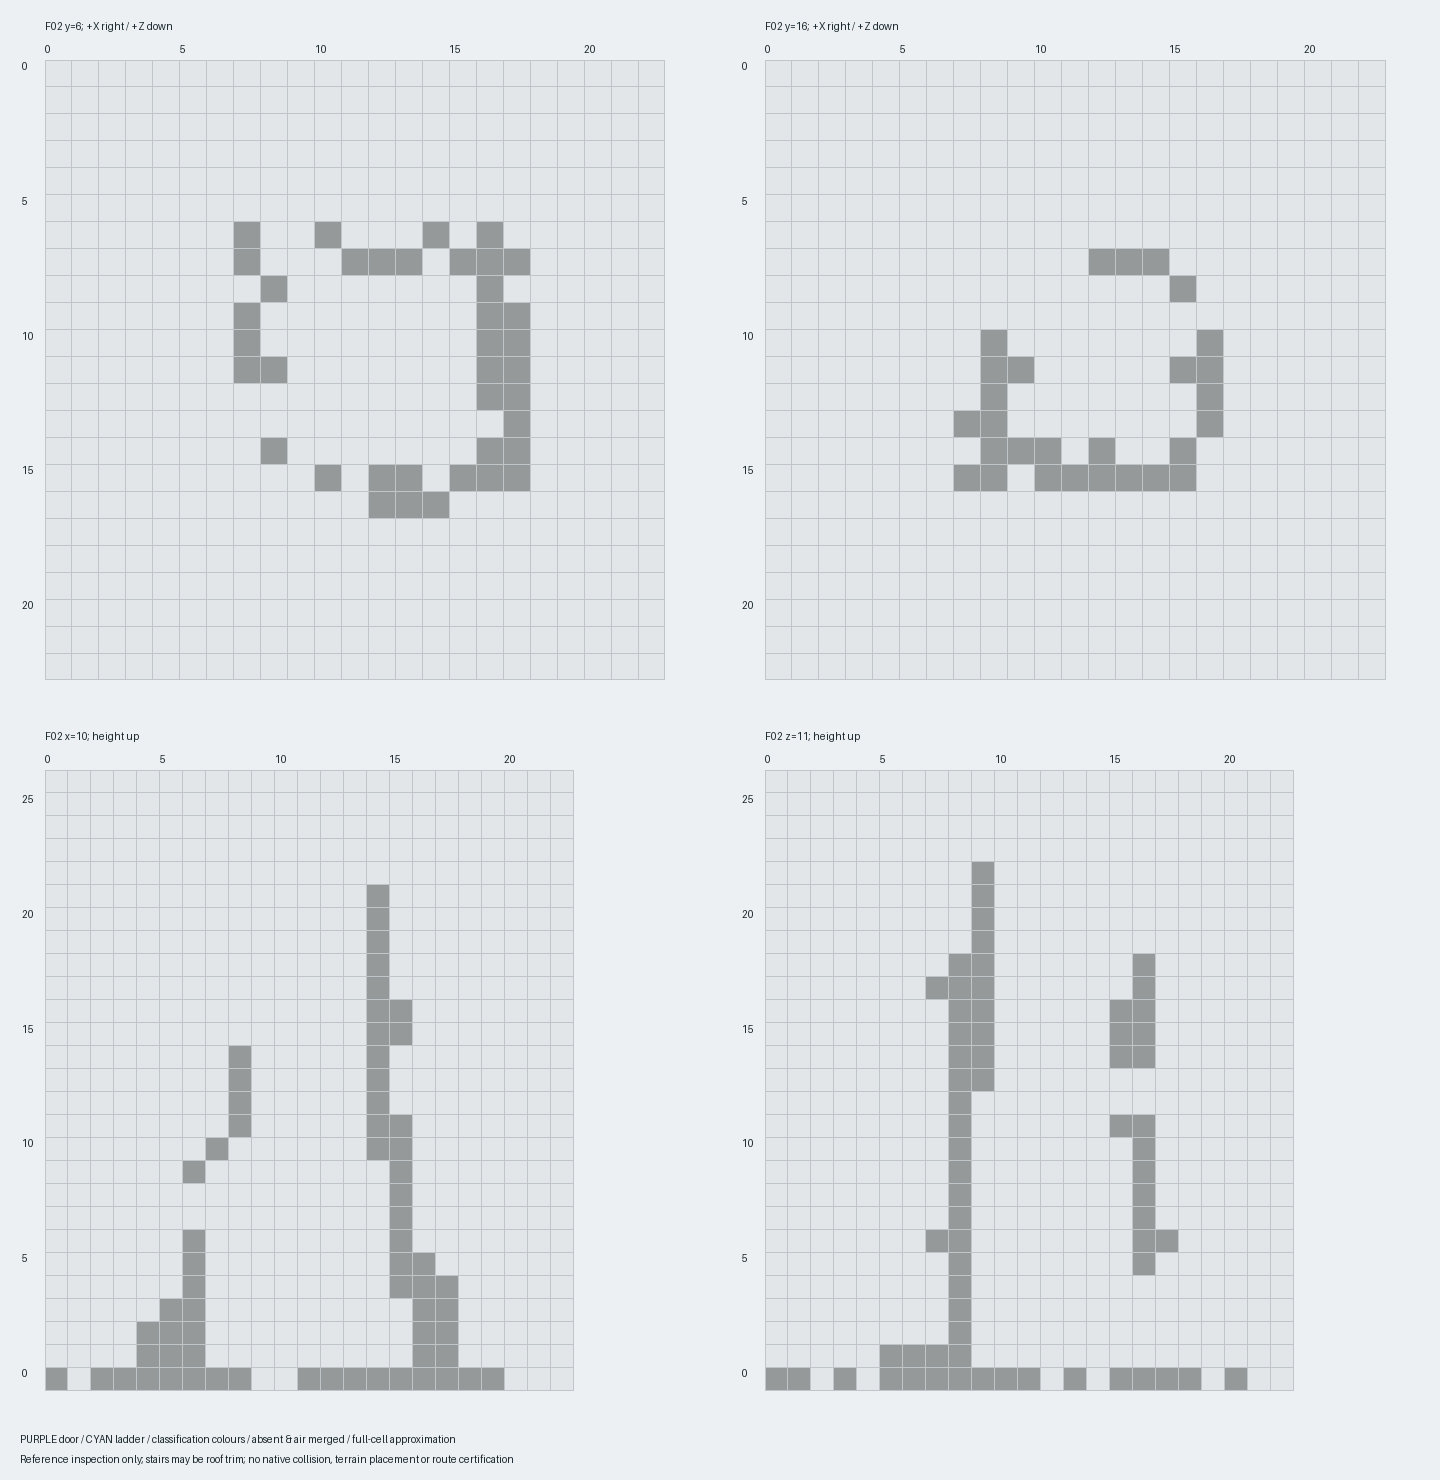 F02 y=6; +X right / +Z down
0 5 10 15 20
0
5
10
15
20
F02 y=16; +X right / +Z down
0 5 10 15 20
0
5
10
15
20
F02 x=10; height up
0 5 10 15 20
25
20
15
10
5
0
F02 z=11; height up
0 5 10 15 20
25
20
15
10
5
0
PURPLE door / CYAN ladder / classification colours / absent & air merged / full-cell approximation
Reference inspection only; stairs may be roof trim; no native collision, terrain placement or route certification